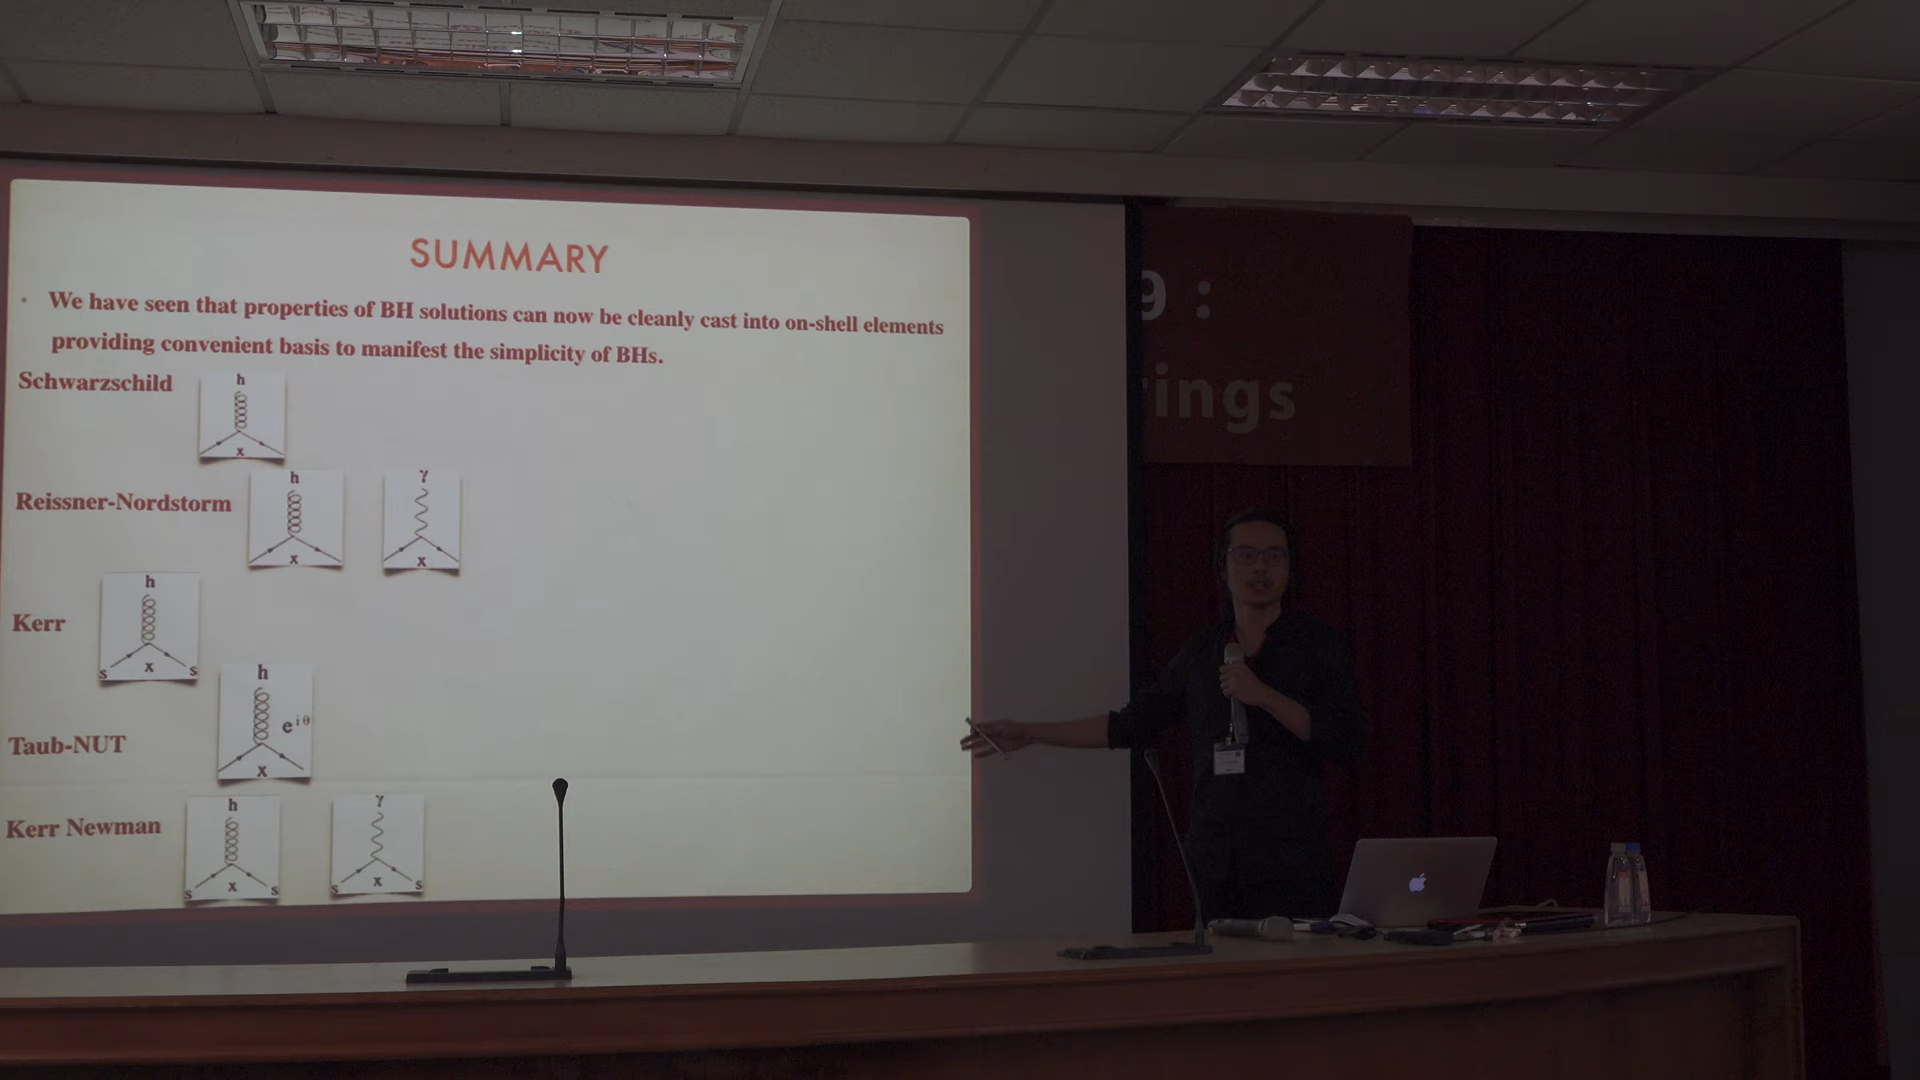 SUMMARY
• We have seen that properties of BH solutions can now be cleanly cast into on-shell elements
providing convenient basis to manifest the simplicity of BHs.
Schwarzschild
h
x
Reissner-Nordstorm
h
x
γ
x
Kerr
h
s x s
Taub-NUT
h
e^iθ
x
Kerr Newman
h
s x s
γ
s x s
9 :
ings